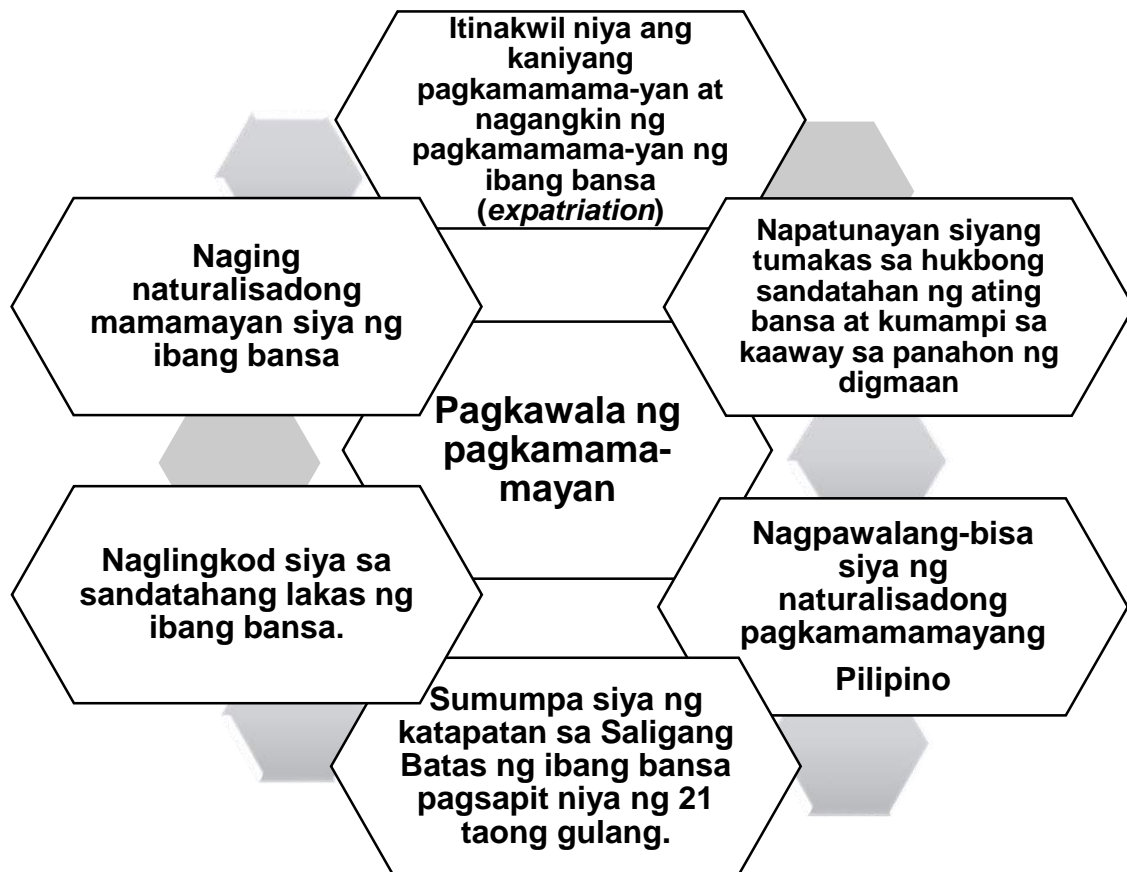 Itinakwil niya ang
kaniyang
pagkamamama-yan at
nagangkin ng
pagkamamama-yan ng
ibang bansa
(expatriation)
Napatunayan siyang
tumakas sa hukbong
sandatahan ng ating
bansa at kumampi sa
kaaway sa panahon ng
digmaan
Nagpawalang-bisa
siya ng
naturalisadong
pagkamamamayang
Pilipino
Sumumpa siya ng
katapatan sa Saligang
Batas ng ibang bansa
pagsapit niya ng 21
taong gulang.
Naglingkod siya sa
sandatahang lakas ng
ibang bansa.
Naging
naturalisadong
mamamayan siya ng
ibang bansa
Pagkawala ng
pagkamama-
mayan